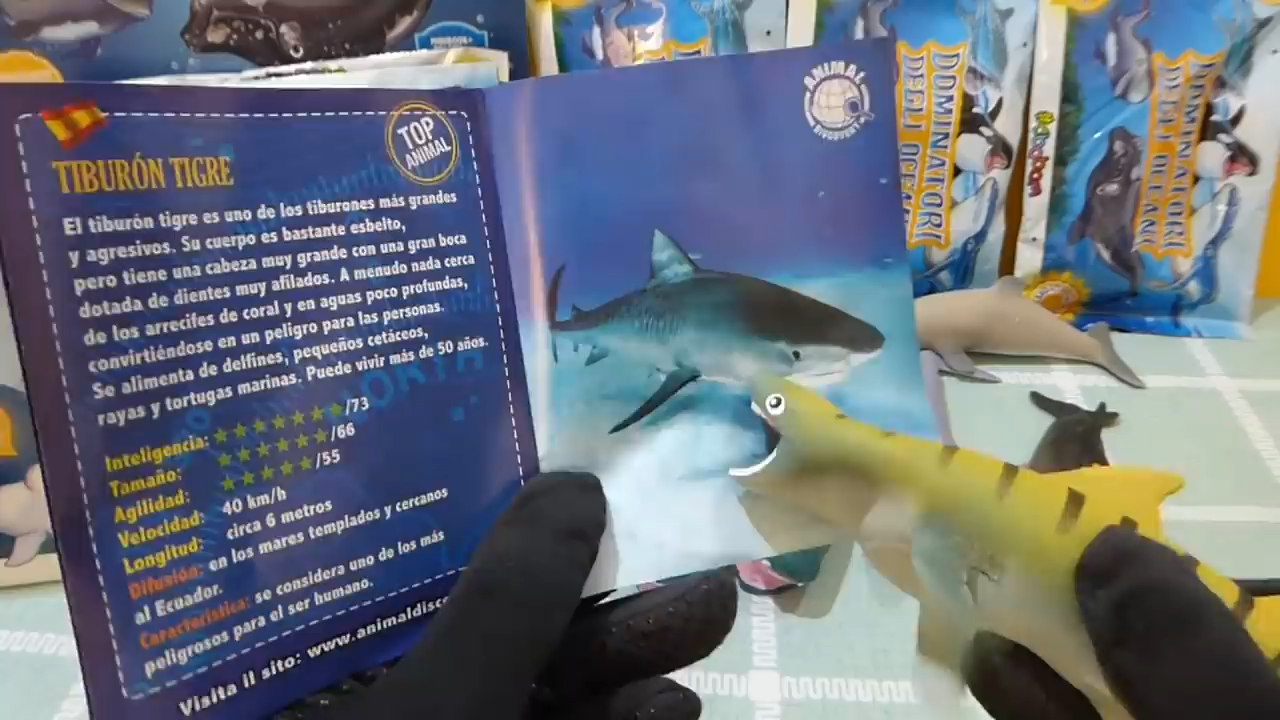 TIBURÓN TIGRE
TOP
ANIMAL
El tiburón tigre es uno de los tiburones más grandes
y agresivos. Su cuerpo es bastante esbelto,
pero tiene una cabeza muy grande con una gran boca
dotada de dientes muy afilados. A menudo nada cerca
de los arrecifes de coral y en aguas poco profundas,
convirtiéndose en un peligro para las personas.
Se alimenta de delfines, pequeños cetáceos,
rayas y tortugas marinas. Puede vivir más de 50 años.
Inteligencia: /73
Tamaño: /66
Agilidad: /55
Velocidad: 40 km/h
Longitud: circa 6 metros
Difusión: en los mares templados y cercanos
al Ecuador.
Característica: se considera uno de los más
peligrosos para el ser humano.
Visita il sito: www.animaldisc
ANIMAL
DISCOVERY
DOMINATORI
DEGLI OCEANI
DOMINATORI
DEGLI OCEANI